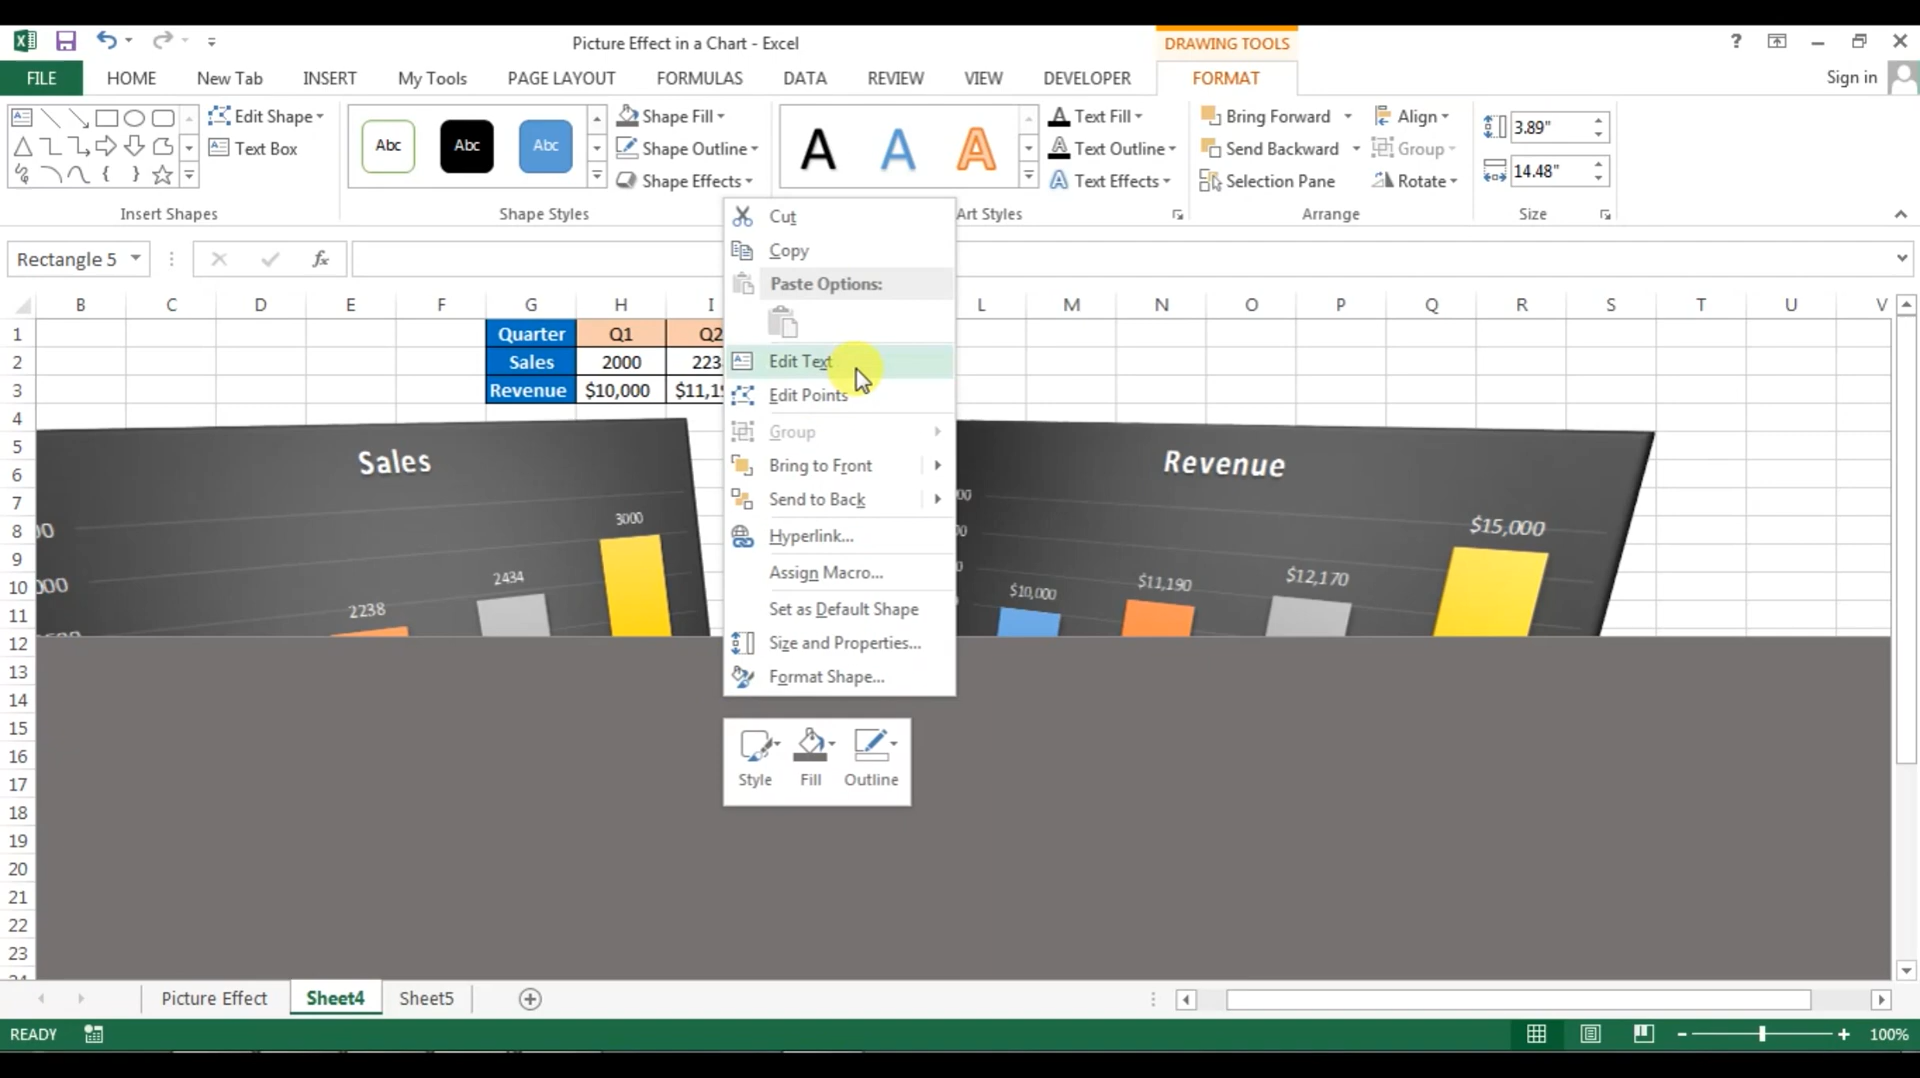 Picture Effect in a Chart - Excel
DRAWING TOOLS
?
FILE
HOME
New Tab
INSERT
My Tools
PAGE LAYOUT
FORMULAS
DATA
REVIEW
VIEW
DEVELOPER
FORMAT
Sign in
Edit Shape
Text Box
Insert Shapes
Abc
Abc
Abc
Shape Fill
Shape Outline
Shape Effects
Shape Styles
A A A
Text Fill
Text Outline
Text Effects
Art Styles
Bring Forward
Send Backward
Selection Pane
Align
Group
Rotate
Arrange
3.89"
14.48"
Size
Rectangle 5
fx
B C D E F G H I L M N O P Q R S T U V
1 Quarter Q1 Q2
2 Sales 2000 223
3 Revenue $10,000 $11,19
4
5
6
7
8
9
10
11
12
13
14
15
16
17
18
19
20
21
22
23
24
Sales
3000
2434
2238
Revenue
$15,000
$12,170
$11,190
$10,000
Cut
Copy
Paste Options:
Edit Text
Edit Points
Group
Bring to Front
Send to Back
Hyperlink...
Assign Macro...
Set as Default Shape
Size and Properties...
Format Shape...
Style
Fill
Outline
Picture Effect
Sheet4
Sheet5
READY
100%